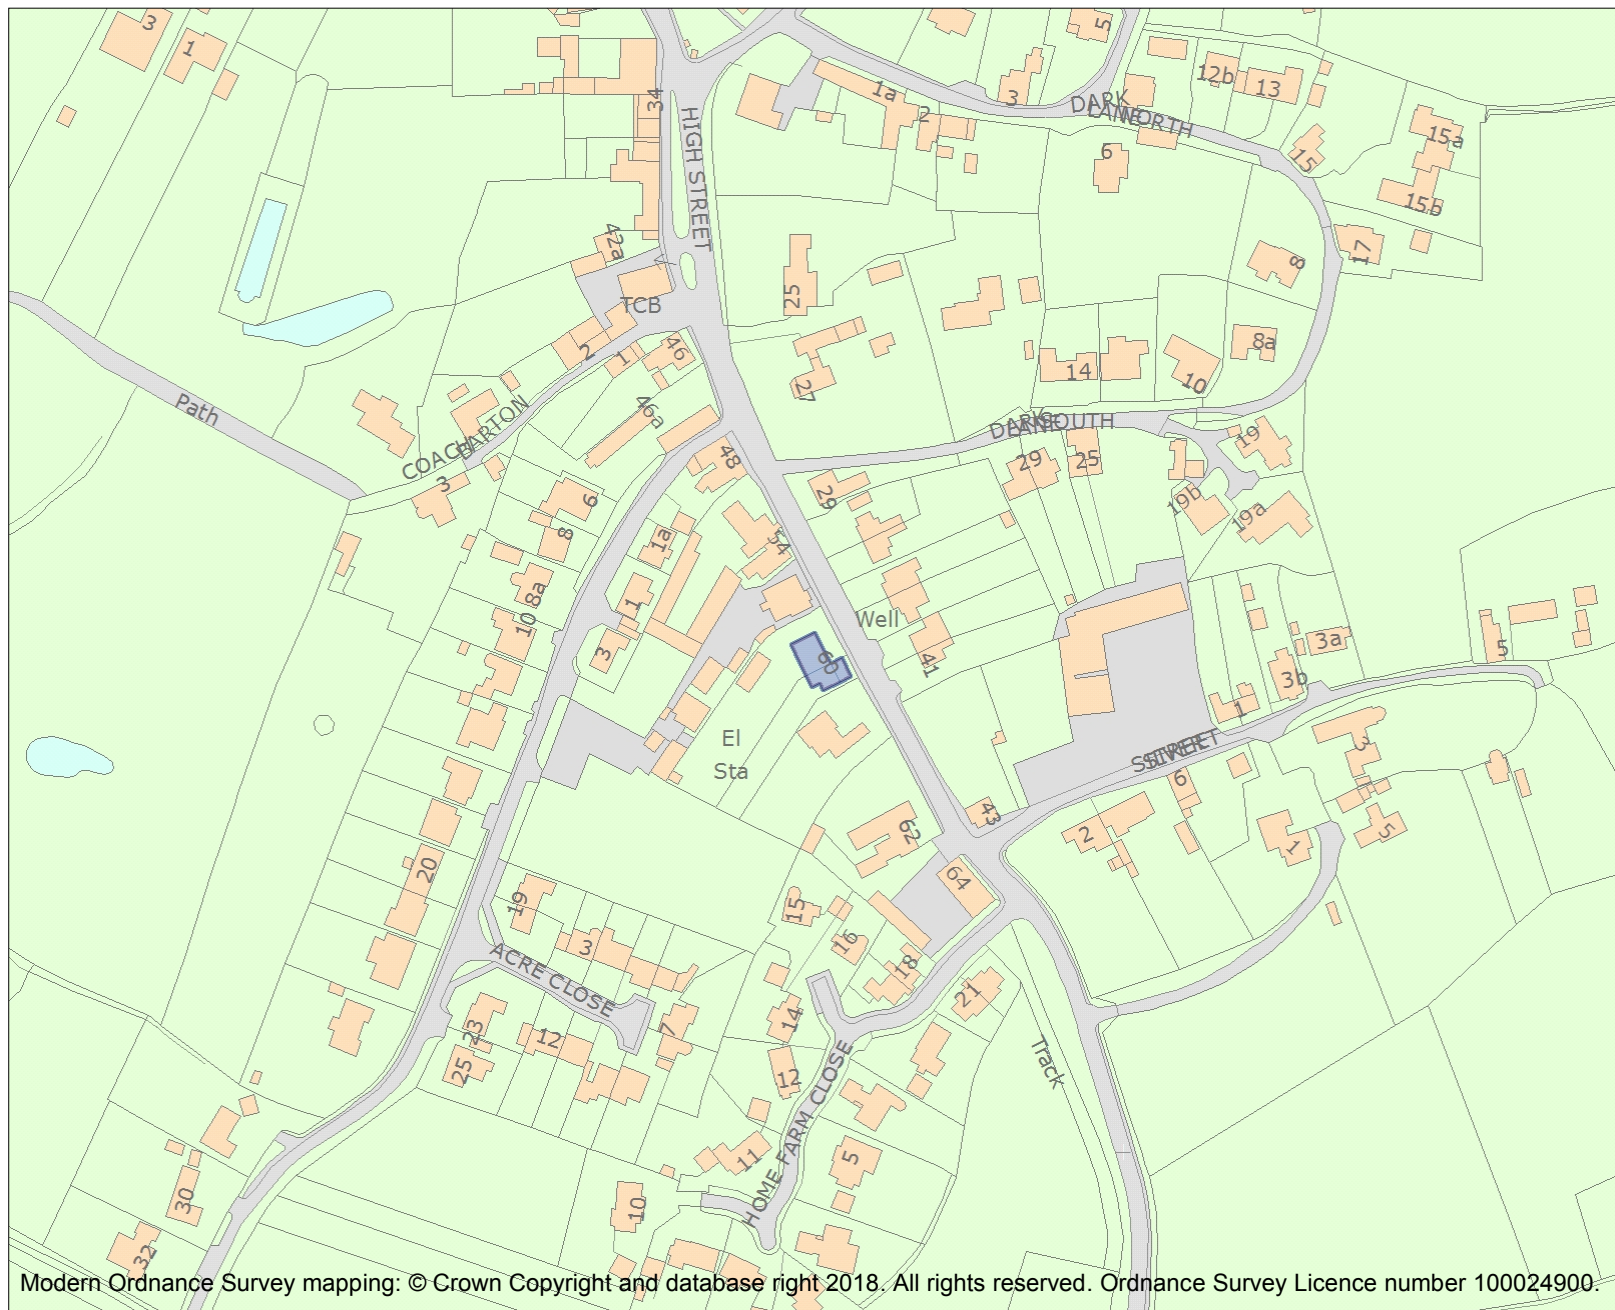 3
1
5
12b
13
34
1a
3
2
DARK LANE NORTH
15a
HIGH STREET
6
15
15b
42a
17
8
25
TCB
8a
2
1
46
14
10
27
Path
46a
DARK LANE SOUTH
19
COACH BARTON
48
29
25
3
29
19b
19a
6
8
54
1a
8a
1
Well
10
3a
5
3
60
41
3b
1
El
Sta
SILVER STREET
3
6
43
62
2
5
1
20
64
19
15
3
16
ACRE CLOSE
18
21
23
12
7
14
Track
25
12
HOME FARM CLOSE
11
5
30
10
32
Modern Ordnance Survey mapping: © Crown Copyright and database right 2018. All rights reserved. Ordnance Survey Licence number 100024900.